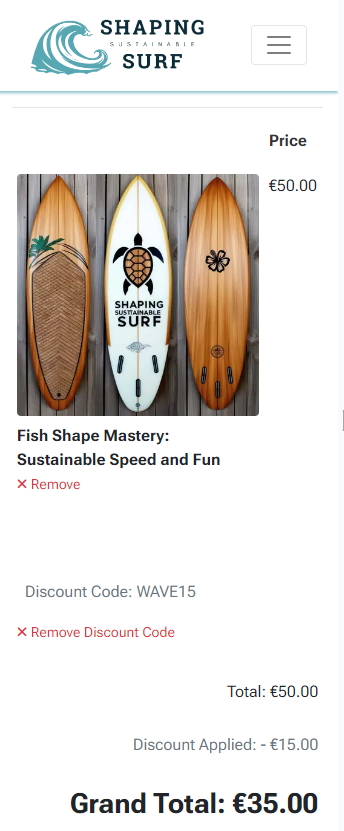 SHAPING
SUSTAINABLE
SURF
Price
€50.00
SHAPING
SUSTAINABLE
SURF
Fish Shape Mastery:
Sustainable Speed and Fun
× Remove
Discount Code: WAVE15
× Remove Discount Code
Total: €50.00
Discount Applied: - €15.00
Grand Total: €35.00